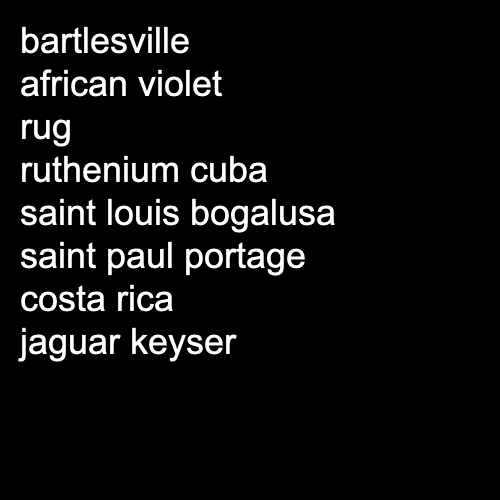 bartlesville
african violet
rug
ruthenium cuba
saint louis bogalusa
saint paul portage
costa rica
jaguar keyser